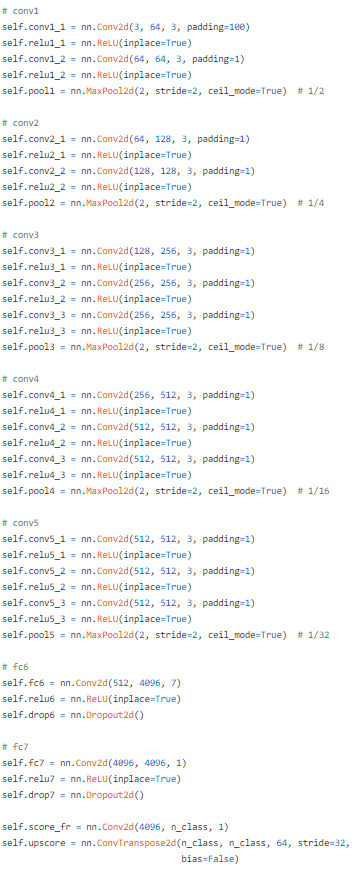 # conv1
self.conv1_1 = nn.Conv2d(3, 64, 3, padding=100)
self.relu1_1 = nn.ReLU(inplace=True)
self.conv1_2 = nn.Conv2d(64, 64, 3, padding=1)
self.relu1_2 = nn.ReLU(inplace=True)
self.pool1 = nn.MaxPool2d(2, stride=2, ceil_mode=True)  # 1/2

# conv2
self.conv2_1 = nn.Conv2d(64, 128, 3, padding=1)
self.relu2_1 = nn.ReLU(inplace=True)
self.conv2_2 = nn.Conv2d(128, 128, 3, padding=1)
self.relu2_2 = nn.ReLU(inplace=True)
self.pool2 = nn.MaxPool2d(2, stride=2, ceil_mode=True)  # 1/4

# conv3
self.conv3_1 = nn.Conv2d(128, 256, 3, padding=1)
self.relu3_1 = nn.ReLU(inplace=True)
self.conv3_2 = nn.Conv2d(256, 256, 3, padding=1)
self.relu3_2 = nn.ReLU(inplace=True)
self.conv3_3 = nn.Conv2d(256, 256, 3, padding=1)
self.relu3_3 = nn.ReLU(inplace=True)
self.pool3 = nn.MaxPool2d(2, stride=2, ceil_mode=True)  # 1/8

# conv4
self.conv4_1 = nn.Conv2d(256, 512, 3, padding=1)
self.relu4_1 = nn.ReLU(inplace=True)
self.conv4_2 = nn.Conv2d(512, 512, 3, padding=1)
self.relu4_2 = nn.ReLU(inplace=True)
self.conv4_3 = nn.Conv2d(512, 512, 3, padding=1)
self.relu4_3 = nn.ReLU(inplace=True)
self.pool4 = nn.MaxPool2d(2, stride=2, ceil_mode=True)  # 1/16

# conv5
self.conv5_1 = nn.Conv2d(512, 512, 3, padding=1)
self.relu5_1 = nn.ReLU(inplace=True)
self.conv5_2 = nn.Conv2d(512, 512, 3, padding=1)
self.relu5_2 = nn.ReLU(inplace=True)
self.conv5_3 = nn.Conv2d(512, 512, 3, padding=1)
self.relu5_3 = nn.ReLU(inplace=True)
self.pool5 = nn.MaxPool2d(2, stride=2, ceil_mode=True)  # 1/32

# fc6
self.fc6 = nn.Conv2d(512, 4096, 7)
self.relu6 = nn.ReLU(inplace=True)
self.drop6 = nn.Dropout2d()

# fc7
self.fc7 = nn.Conv2d(4096, 4096, 1)
self.relu7 = nn.ReLU(inplace=True)
self.drop7 = nn.Dropout2d()

self.score_fr = nn.Conv2d(4096, n_class, 1)
self.upscore = nn.ConvTranspose2d(n_class, n_class, 64, stride=32,
                                  bias=False)